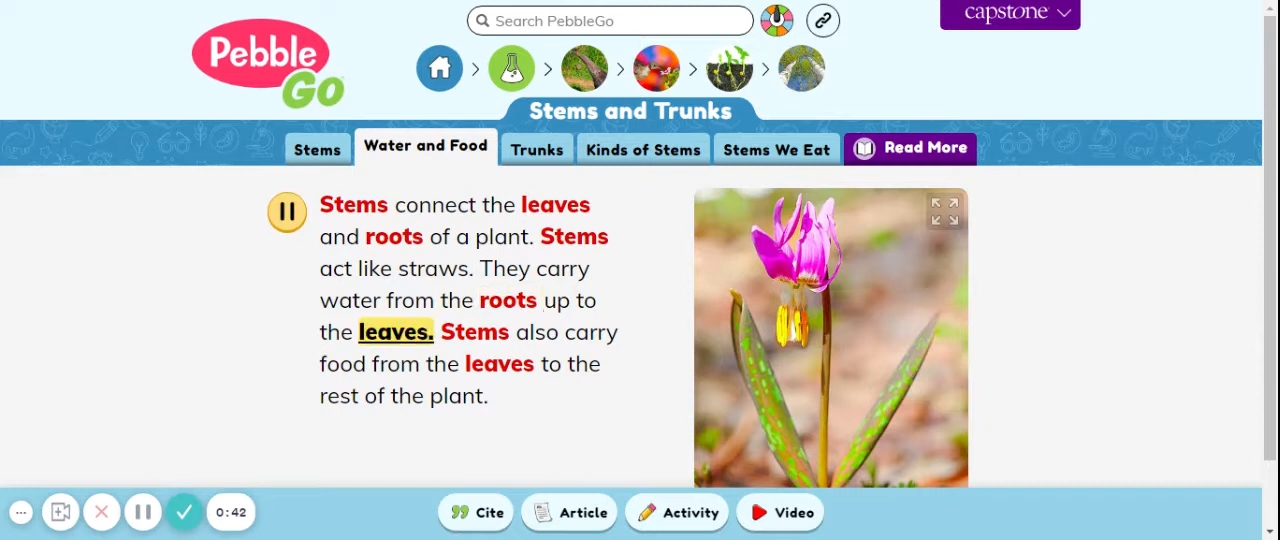 Search PebbleGo
capstone
Pebble
GO
Stems and Trunks
Stems
Water and Food
Trunks
Kinds of Stems
Stems We Eat
Read More
Stems connect the leaves
and roots of a plant. Stems
act like straws. They carry
water from the roots up to
the leaves. Stems also carry
food from the leaves to the
rest of the plant.
0:42
Cite
Article
Activity
Video